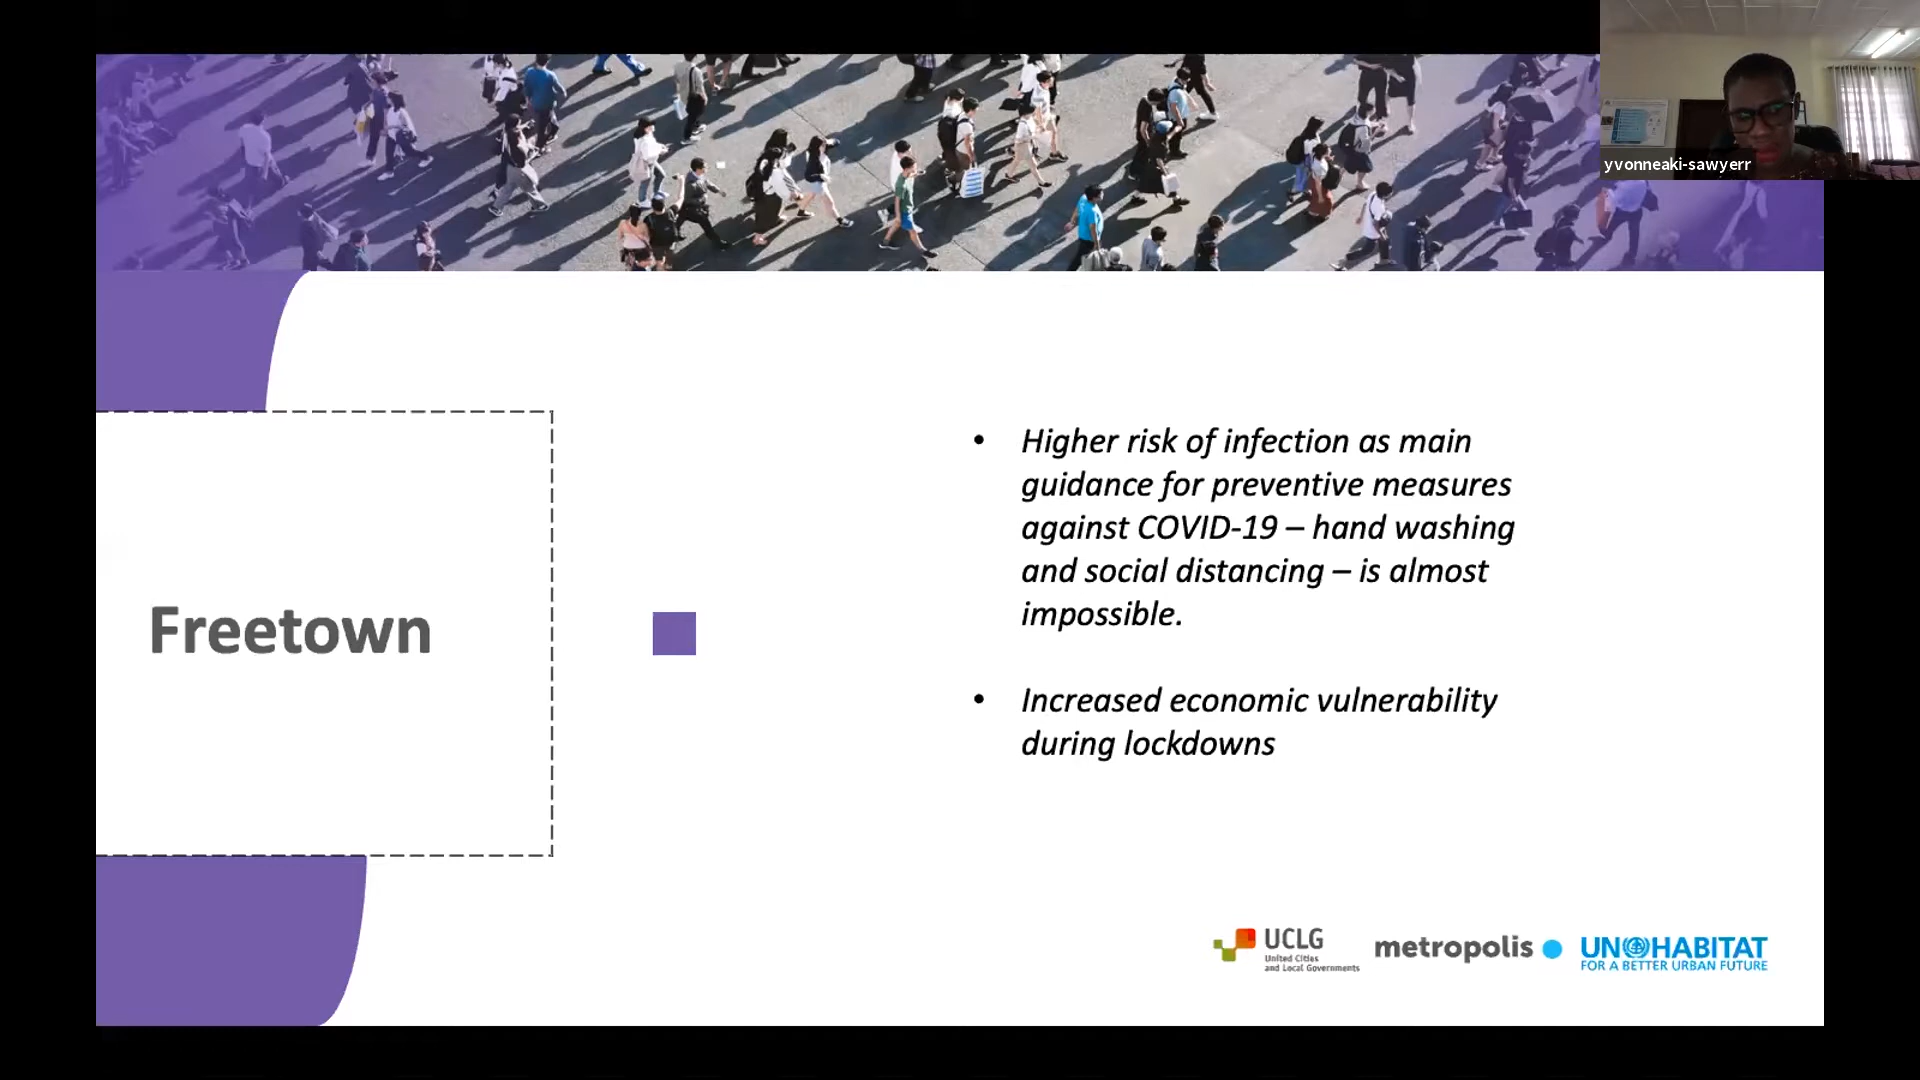 yvonneaki-sawyerr
Freetown
• Higher risk of infection as main
guidance for preventive measures
against COVID-19 – hand washing
and social distancing – is almost
impossible.
• Increased economic vulnerability
during lockdowns
UCLG
United Cities
and Local Governments
metropolis
UN HABITAT
FOR A BETTER URBAN FUTURE